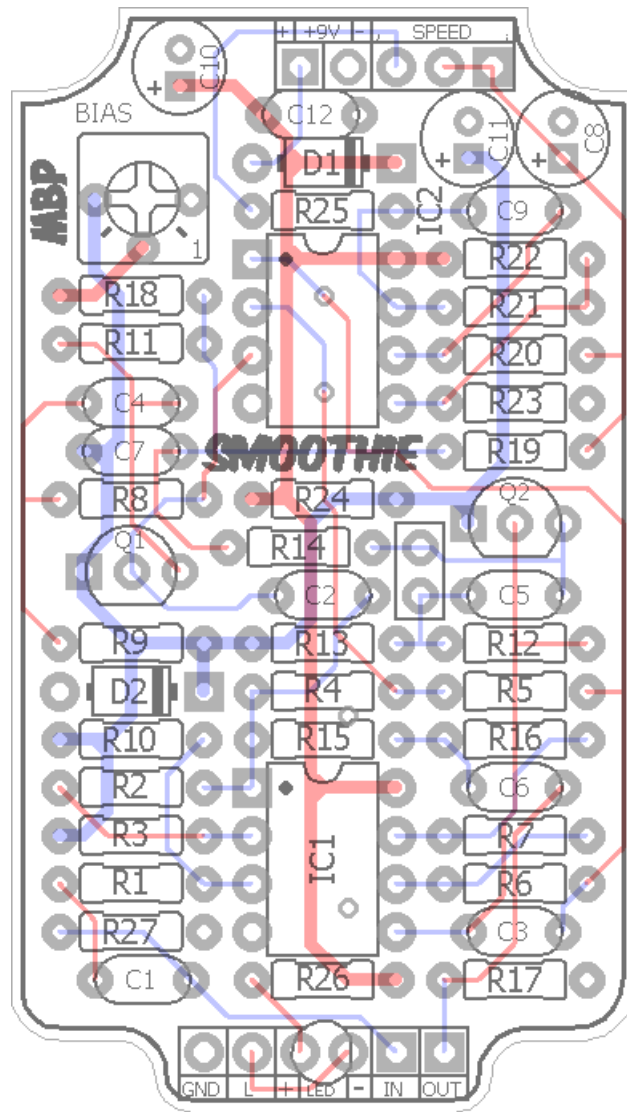 + +9V - , SPEED .
C10
BIAS
C12
C11
C8
+
+
+
MBP
D1
R25
IC2
C9
1
R22
R18
R21
R11
R20
C4
R23
C7
SMOOTHIE
R19
R8
R24
Q2
Q1
R14
C2
C5
R9
R13
R12
D2
R4
R5
R10
R15
R16
R2
C6
R3
IC1
R7
R1
R6
R27
C3
C1
R26
R17
GND L + LED - IN OUT